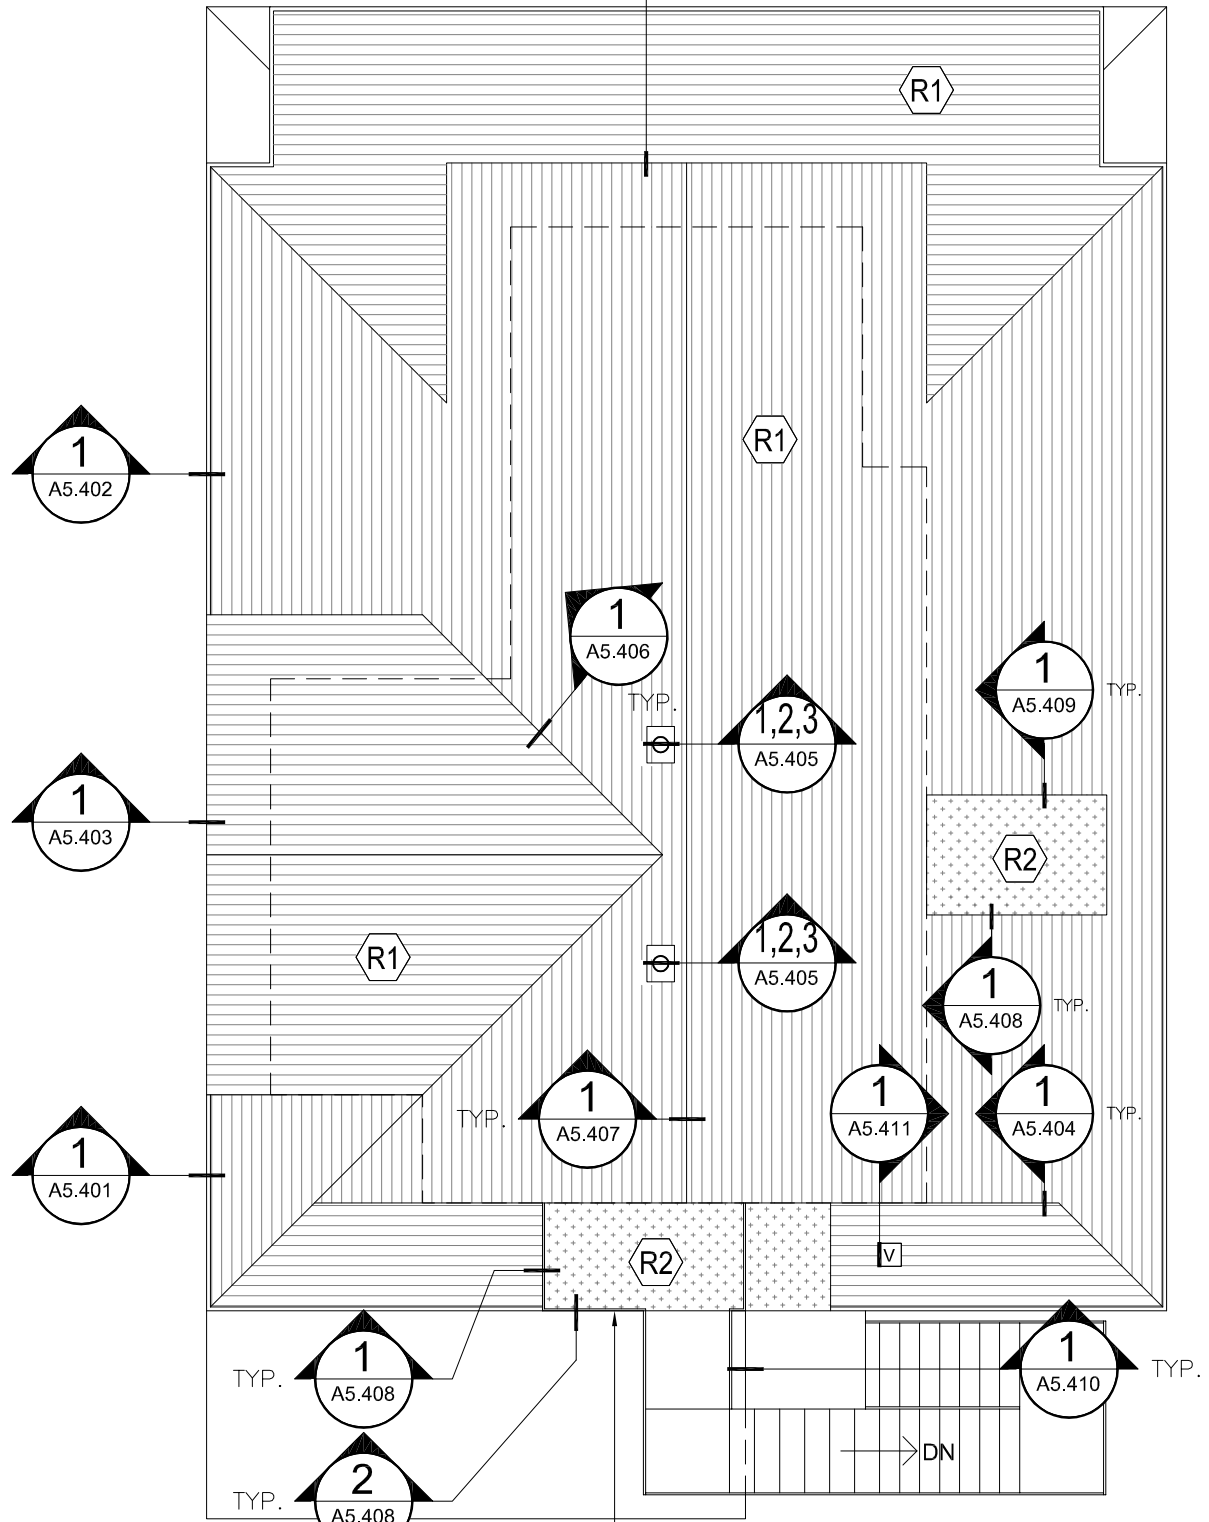 R1
R1
1
A5.402
1
A5.406
TYP.
1
A5.409
TYP.
1,2,3
A5.405
1
A5.403
R2
1,2,3
A5.405
R1
1
A5.408
TYP.
1
A5.411
1
A5.404
TYP.
TYP.
1
A5.407
1
A5.401
R2
V
TYP.
1
A5.408
1
A5.410
TYP.
DN
TYP.
2
A5.408